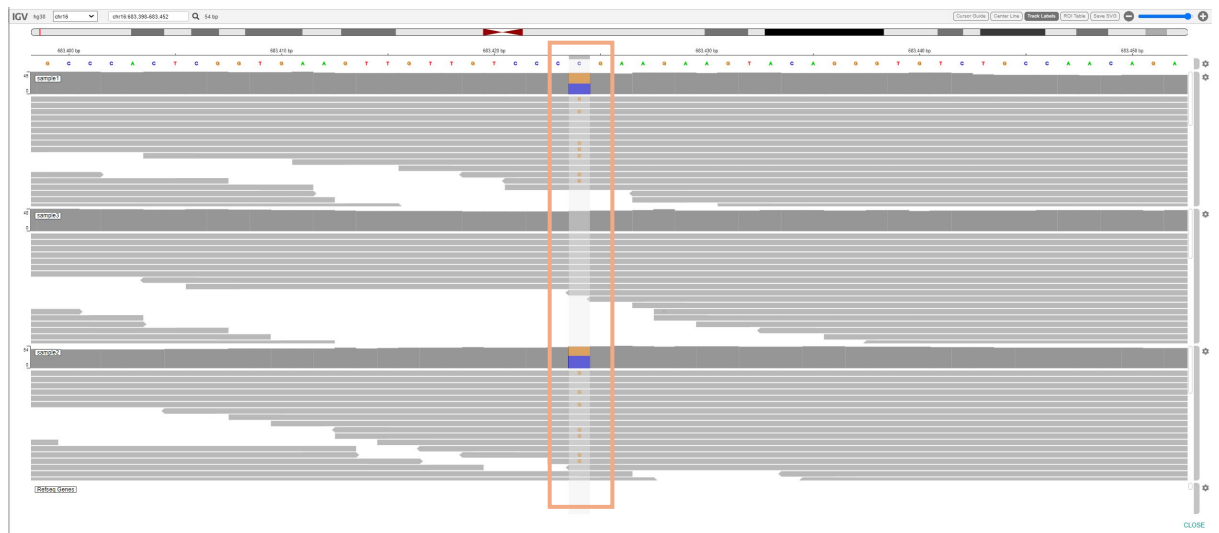 IGV hg38 chr16 chr16:683,398-683,452 54 bp Cursor Guide Center Line Track Labels ROI Table Save SVG
683,400 bp 683,410 bp 683,420 bp 683,430 bp 683,440 bp 683,450 bp
G C C C A C T C G G T G A A G T T G T T G T C C C C G A A G A A G T A C A G G G T G T C T G C C A A C A G A
sample1
sample3
sample2
Refseq Genes
CLOSE